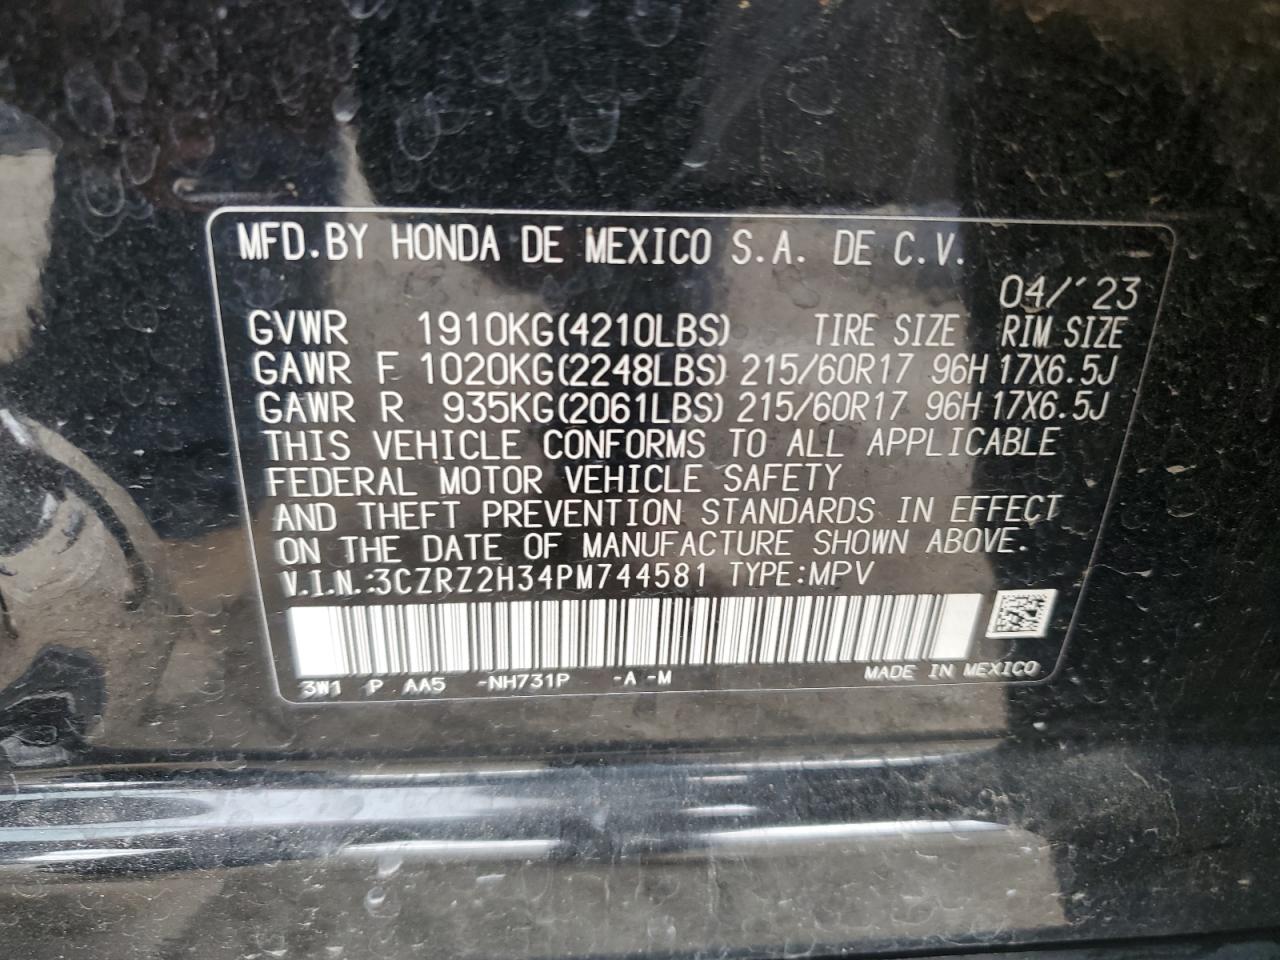 MFD.BY HONDA DE MEXICO S.A. DE C.V.
04/'23
GVWR 1910KG(4210LBS) TIRE SIZE RIM SIZE
GAWR F 1020KG(2248LBS) 215/60R17 96H 17X6.5J
GAWR R 935KG(2061LBS) 215/60R17 96H 17X6.5J
THIS VEHICLE CONFORMS TO ALL APPLICABLE
FEDERAL MOTOR VEHICLE SAFETY
AND THEFT PREVENTION STANDARDS IN EFFECT
ON THE DATE OF MANUFACTURE SHOWN ABOVE.
V.I.N.:3CZRZ2H34PM744581 TYPE:MPV
3W1 P AA5 -NH731P -A -M MADE IN MEXICO